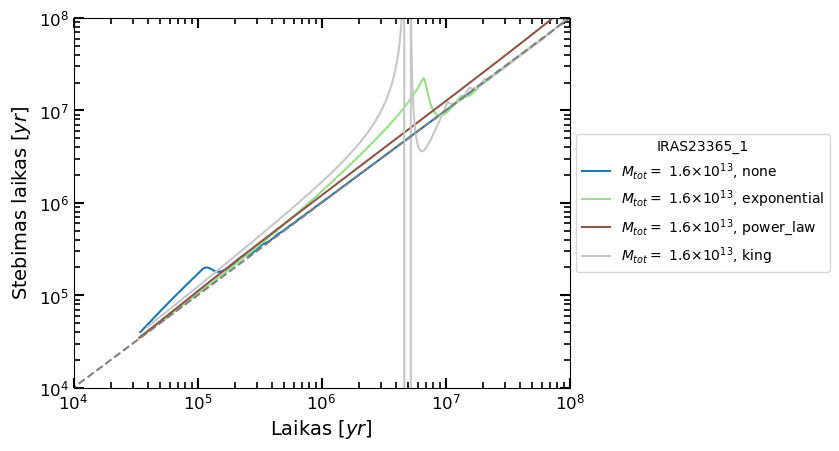 10^8
10^7
10^6
10^5
10^4
Stebimas laikas [yr]
10^4 10^5 10^6 10^7 10^8
Laikas [yr]
IRAS23365_1
M_tot = 1.6×10^13, none
M_tot = 1.6×10^13, exponential
M_tot = 1.6×10^13, power_law
M_tot = 1.6×10^13, king